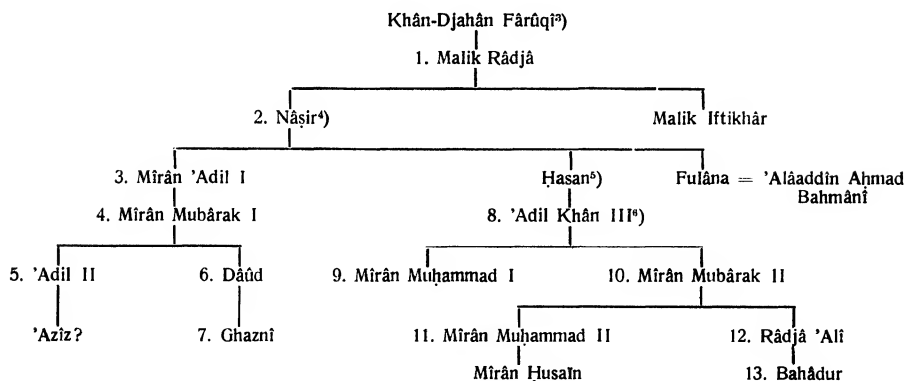 Khân-Djahân Fârûqî³)
1. Malik Râdjâ
2. Nâṣir⁴) Malik Iftikhâr
3. Mîrân 'Adil I Ḥasan⁵) Fulâna = 'Alâaddîn Aḥmad
Bahmânî
4. Mîrân Mubârak I 8. 'Adil Khân III⁶)
5. 'Adil II 6. Dâûd 9. Mîrân Muḥammad I 10. Mîrân Mubârak II
'Azîz? 7. Ghaznî 11. Mîrân Muḥammad II 12. Râdjâ 'Alî
Mîrân Ḥusaïn 13. Bahâdur